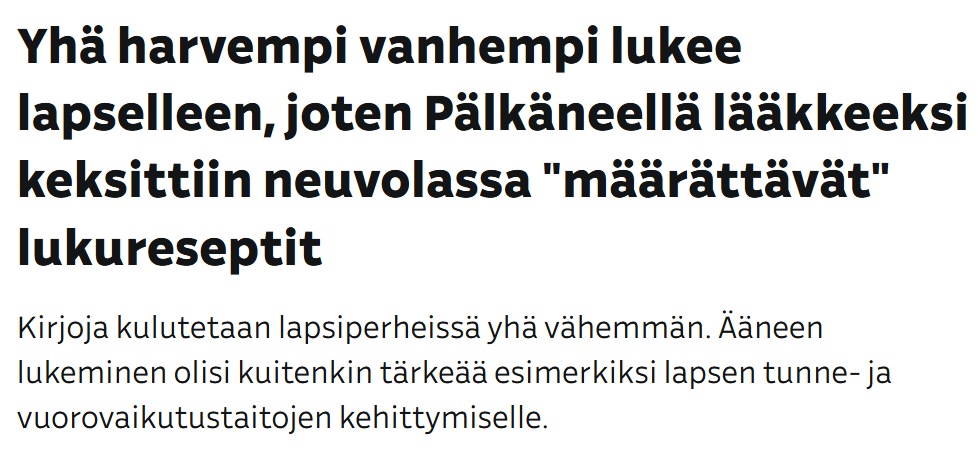 Yhä harvempi vanhempi lukee
lapselleen, joten Pälkäneellä lääkkeeksi
keksittiin neuvolassa "määrättävät"
lukureseptit
Kirjoja kulutetaan lapsiperheissä yhä vähemmän. Ääneen
lukeminen olisi kuitenkin tärkeää esimerkiksi lapsen tunne- ja
vuorovaikutustaitojen kehittymiselle.